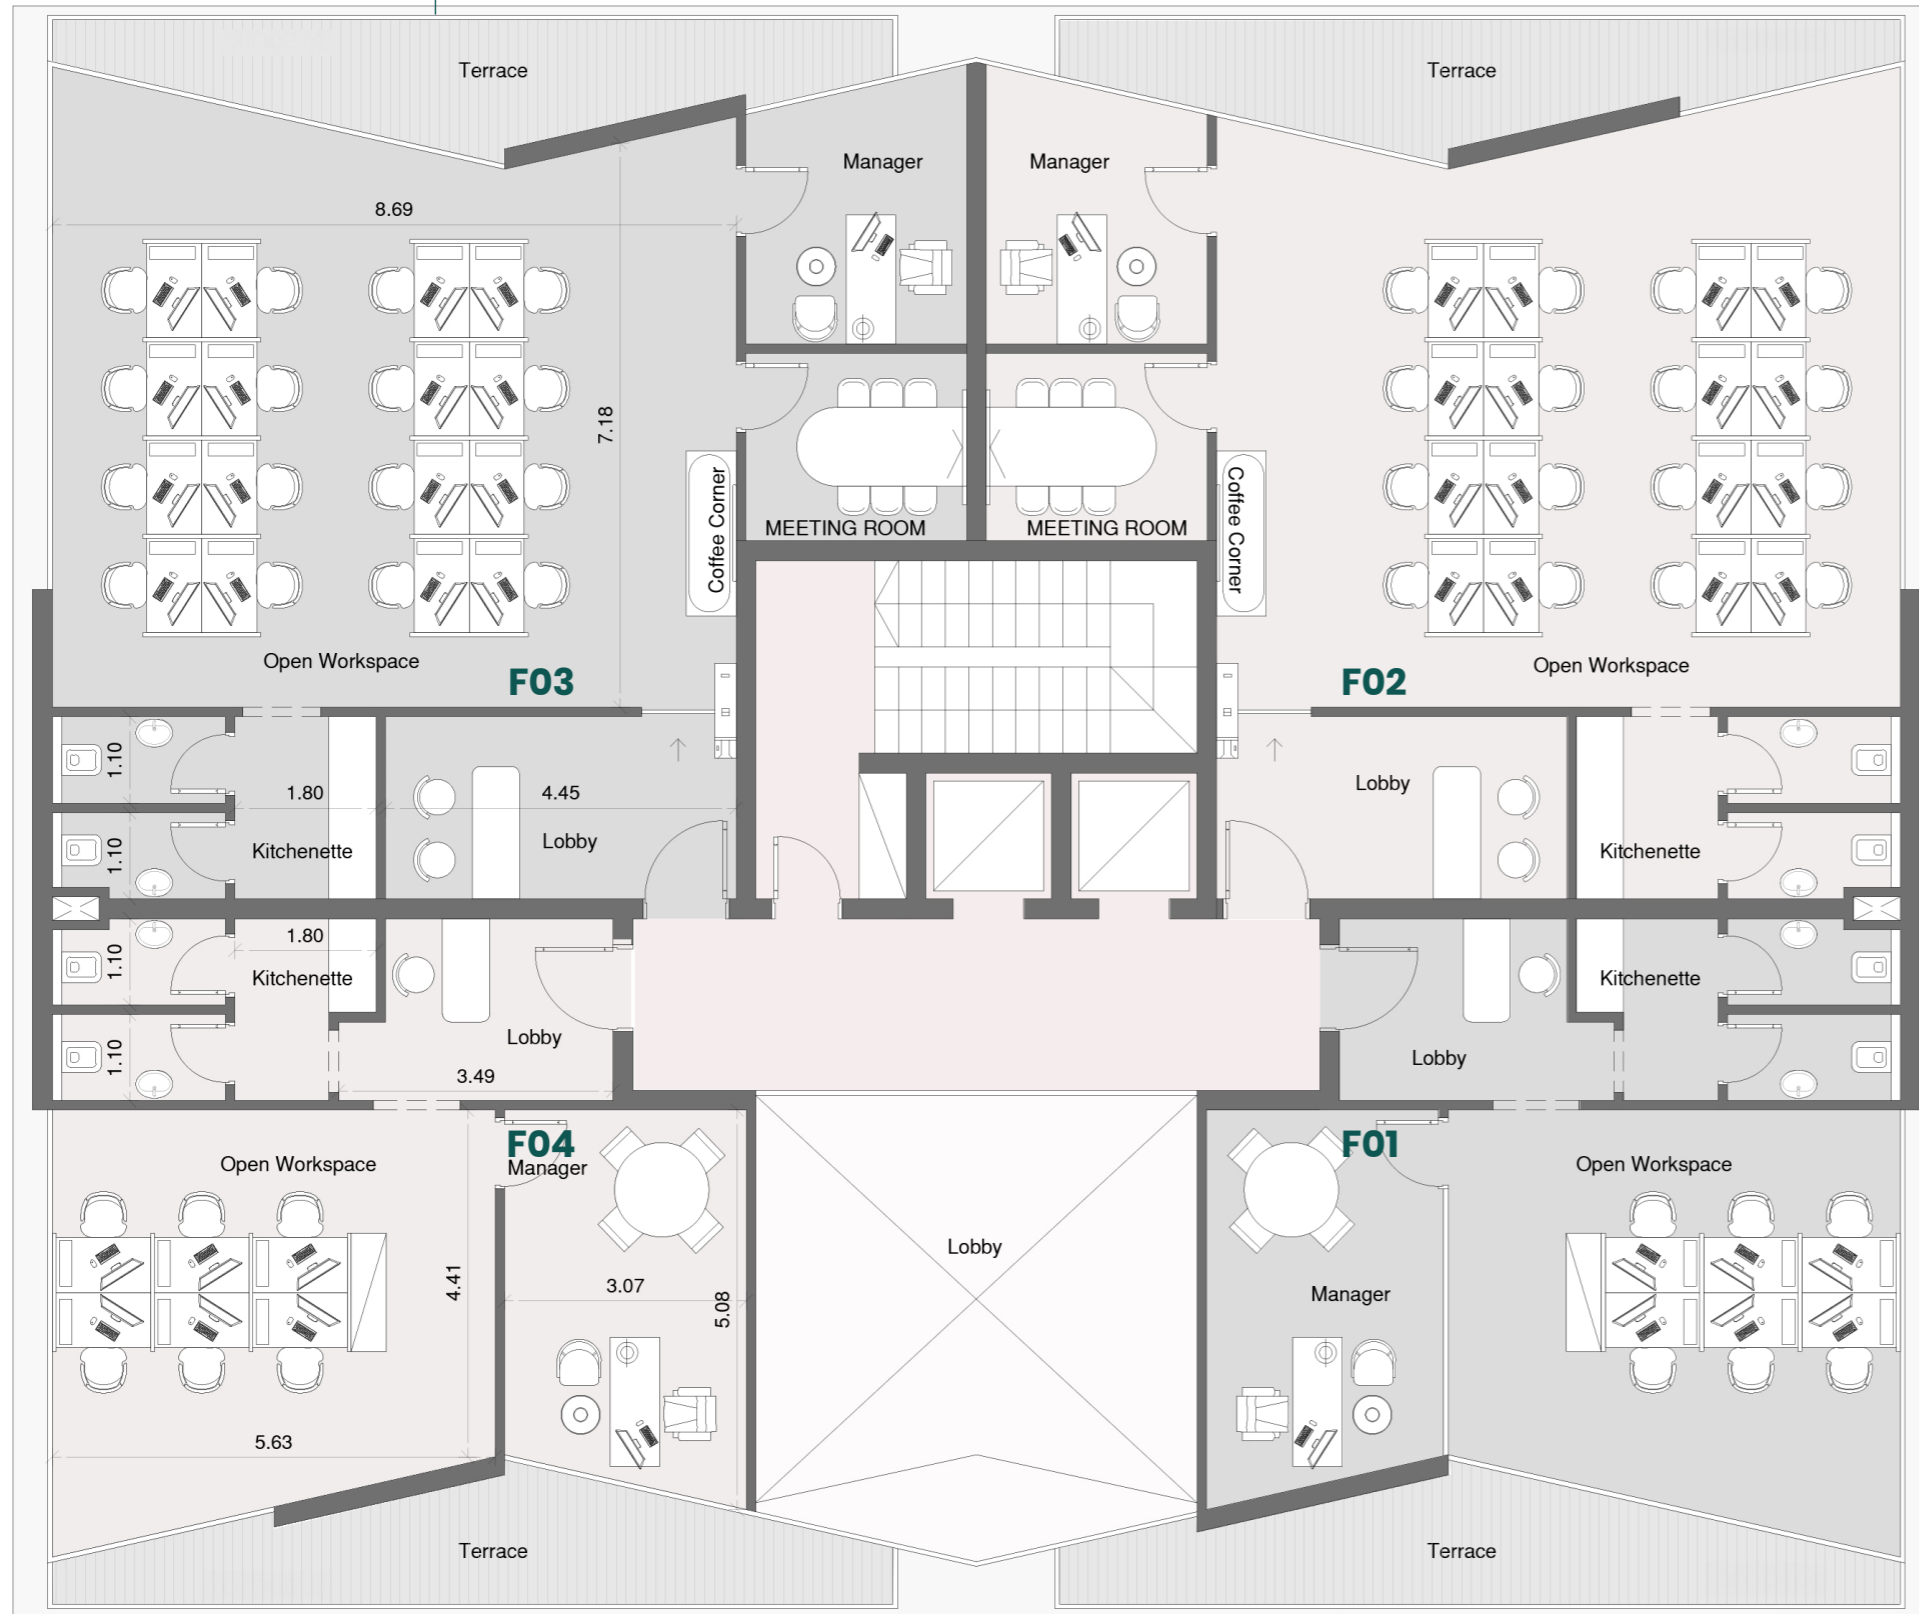 Terrace
Terrace
Manager
Manager
8.69
7.18
Coffee Corner
MEETING ROOM
MEETING ROOM
Coffee Corner
Open Workspace
F03
F02
Open Workspace
1.10
1.80
4.45
Lobby
Lobby
1.10
Kitchenette
Kitchenette
1.10
1.80
Kitchenette
Kitchenette
Lobby
1.10
Lobby
3.49
F04
F01
Open Workspace
Manager
Open Workspace
Lobby
4.41
3.07
5.08
Manager
5.63
Terrace
Terrace